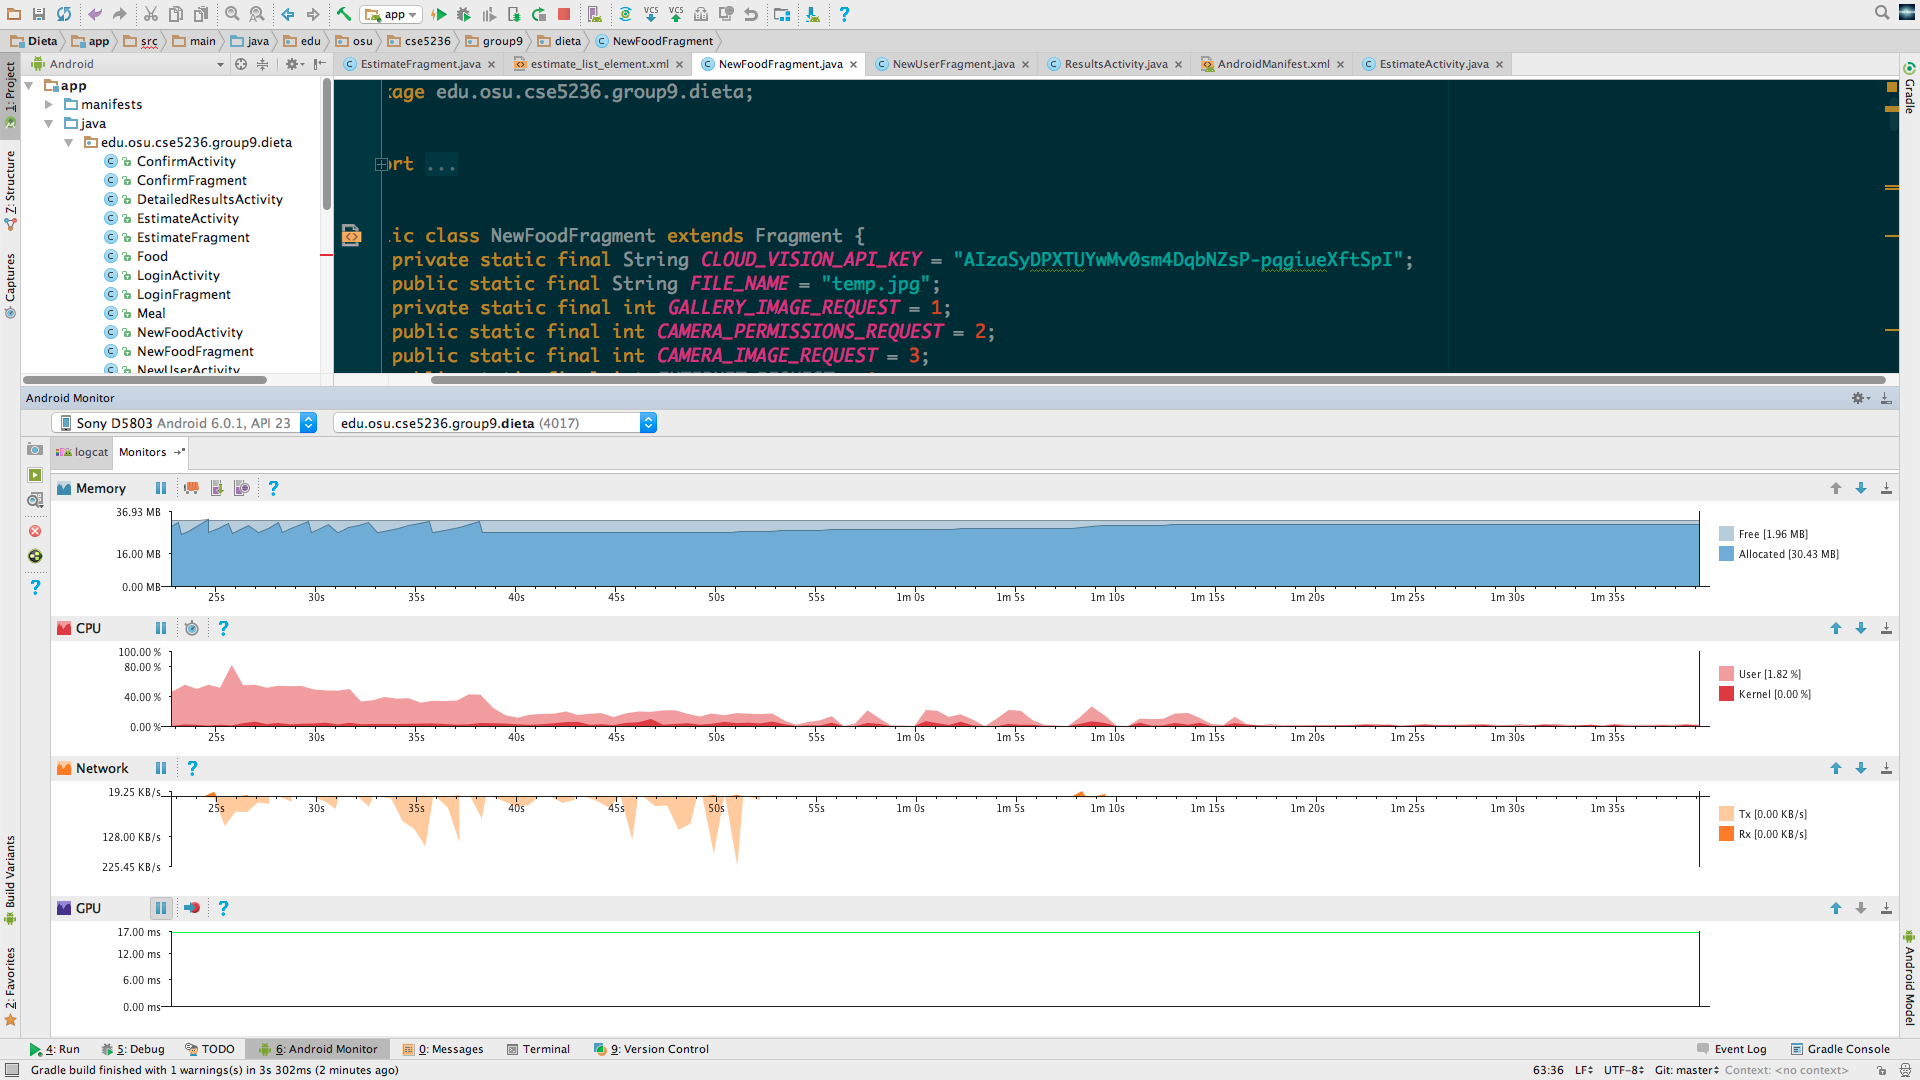 app
Dieta app src main java edu osu cse5236 group9 dieta NewFoodFragment
Android
EstimateFragment.java estimate_list_element.xml NewFoodFragment.java NewUserFragment.java ResultsActivity.java AndroidManifest.xml EstimateActivity.java
1: Project
Z: Structure
Captures
Build Variants
2: Favorites
app
manifests
java
edu.osu.cse5236.group9.dieta
ConfirmActivity
ConfirmFragment
DetailedResultsActivity
EstimateActivity
EstimateFragment
Food
LoginActivity
LoginFragment
Meal
NewFoodActivity
NewFoodFragment
NewUserActivity
kage edu.osu.cse5236.group9.dieta;
ort ...
lic class NewFoodFragment extends Fragment {
private static final String CLOUD_VISION_API_KEY = "AIzaSyDPXTUYwMv0sm4DqbNZsP-pqgiueXftSpI";
public static final String FILE_NAME = "temp.jpg";
private static final int GALLERY_IMAGE_REQUEST = 1;
public static final int CAMERA_PERMISSIONS_REQUEST = 2;
public static final int CAMERA_IMAGE_REQUEST = 3;
Gradle
Android Model
Android Monitor
Sony D5803 Android 6.0.1, API 23 edu.osu.cse5236.group9.dieta (4017)
logcat Monitors
Memory
36.93 MB
16.00 MB
0.00 MB
25s 30s 35s 40s 45s 50s 55s 1m 0s 1m 5s 1m 10s 1m 15s 1m 20s 1m 25s 1m 30s 1m 35s
Free [1.96 MB]
Allocated [30.43 MB]
CPU
100.00 %
80.00 %
40.00 %
0.00 %
25s 30s 35s 40s 45s 50s 55s 1m 0s 1m 5s 1m 10s 1m 15s 1m 20s 1m 25s 1m 30s 1m 35s
User [1.82 %]
Kernel [0.00 %]
Network
19.25 KB/s
128.00 KB/s
225.45 KB/s
25s 30s 35s 40s 45s 50s 55s 1m 0s 1m 5s 1m 10s 1m 15s 1m 20s 1m 25s 1m 30s 1m 35s
Tx [0.00 KB/s]
Rx [0.00 KB/s]
GPU
17.00 ms
12.00 ms
6.00 ms
0.00 ms
4: Run 5: Debug TODO 6: Android Monitor 0: Messages Terminal 9: Version Control Event Log Gradle Console
Gradle build finished with 1 warnings(s) in 3s 302ms (2 minutes ago) 63:36 LF UTF-8 Git: master Context: <no context>